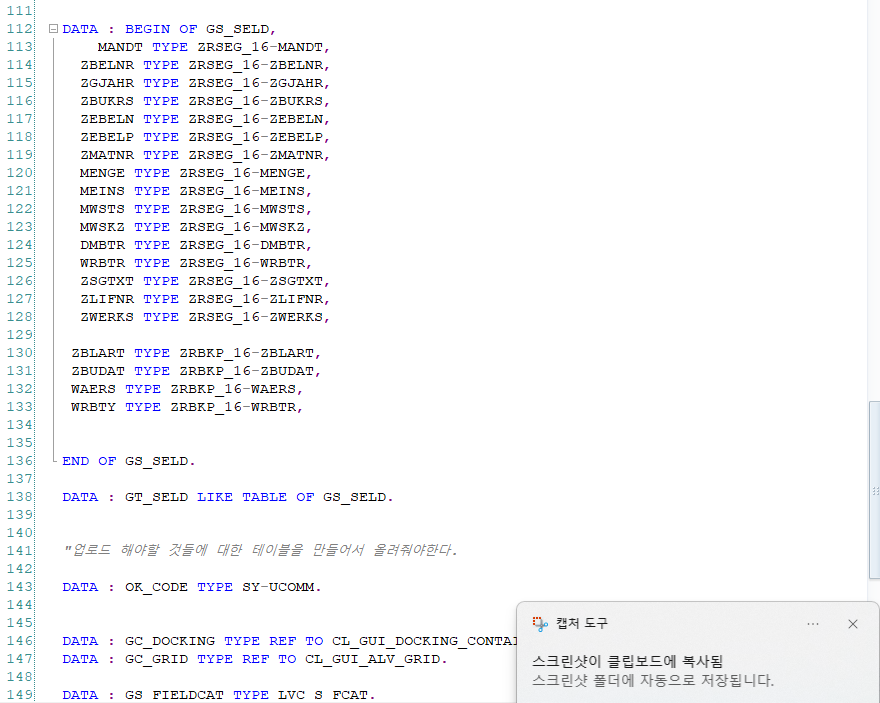 111
112 DATA : BEGIN OF GS_SELD,
113 MANDT TYPE ZRSEG_16-MANDT,
114 ZBELNR TYPE ZRSEG_16-ZBELNR,
115 ZGJAHR TYPE ZRSEG_16-ZGJAHR,
116 ZBUKRS TYPE ZRSEG_16-ZBUKRS,
117 ZEBELN TYPE ZRSEG_16-ZEBELN,
118 ZEBELP TYPE ZRSEG_16-ZEBELP,
119 ZMATNR TYPE ZRSEG_16-ZMATNR,
120 MENGE TYPE ZRSEG_16-MENGE,
121 MEINS TYPE ZRSEG_16-MEINS,
122 MWSTS TYPE ZRSEG_16-MWSTS,
123 MWSKZ TYPE ZRSEG_16-MWSKZ,
124 DMBTR TYPE ZRSEG_16-DMBTR,
125 WRBTR TYPE ZRSEG_16-WRBTR,
126 ZSGTXT TYPE ZRSEG_16-ZSGTXT,
127 ZLIFNR TYPE ZRSEG_16-ZLIFNR,
128 ZWERKS TYPE ZRSEG_16-ZWERKS,
129
130 ZBLART TYPE ZRBKP_16-ZBLART,
131 ZBUDAT TYPE ZRBKP_16-ZBUDAT,
132 WAERS TYPE ZRBKP_16-WAERS,
133 WRBTY TYPE ZRBKP_16-WRBTR,
134
135
136 END OF GS_SELD.
137
138 DATA : GT_SELD LIKE TABLE OF GS_SELD.
139
140
141 "업로드 해야할 것들에 대한 테이블을 만들어서 올려줘야한다.
142
143 DATA : OK_CODE TYPE SY-UCOMM.
144
145
146 DATA : GC_DOCKING TYPE REF TO CL_GUI_DOCKING_CONTAI
147 DATA : GC_GRID TYPE REF TO CL_GUI_ALV_GRID.
148
149 DATA : GS_FIELDCAT TYPE LVC_S_FCAT.
캡처 도구
스크린샷이 클립보드에 복사됨
스크린샷 폴더에 자동으로 저장됩니다.